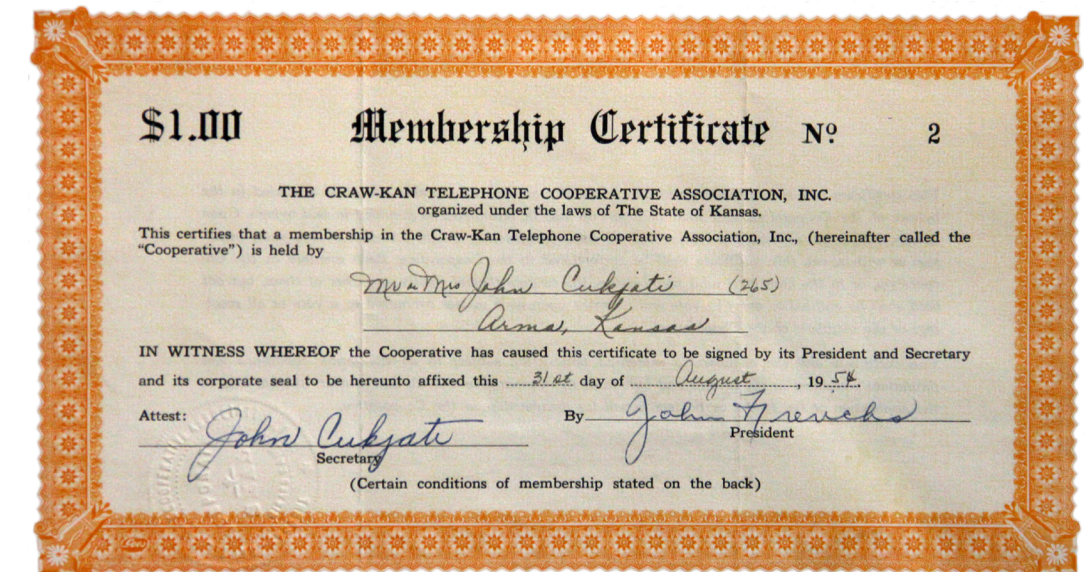 $1.00 Membership Certificate Nº 2
THE CRAW-KAN TELEPHONE COOPERATIVE ASSOCIATION, INC.
organized under the laws of The State of Kansas.
This certifies that a membership in the Craw-Kan Telephone Cooperative Association, Inc., (hereinafter called the
"Cooperative") is held by
Mr & Mrs John Cukjati (265)
Arma, Kansas
IN WITNESS WHEREOF the Cooperative has caused this certificate to be signed by its President and Secretary
and its corporate seal to be hereunto affixed this 31st day of August, 1954.
Attest: John Cukjati By John Frerichs
Secretary President
(Certain conditions of membership stated on the back)